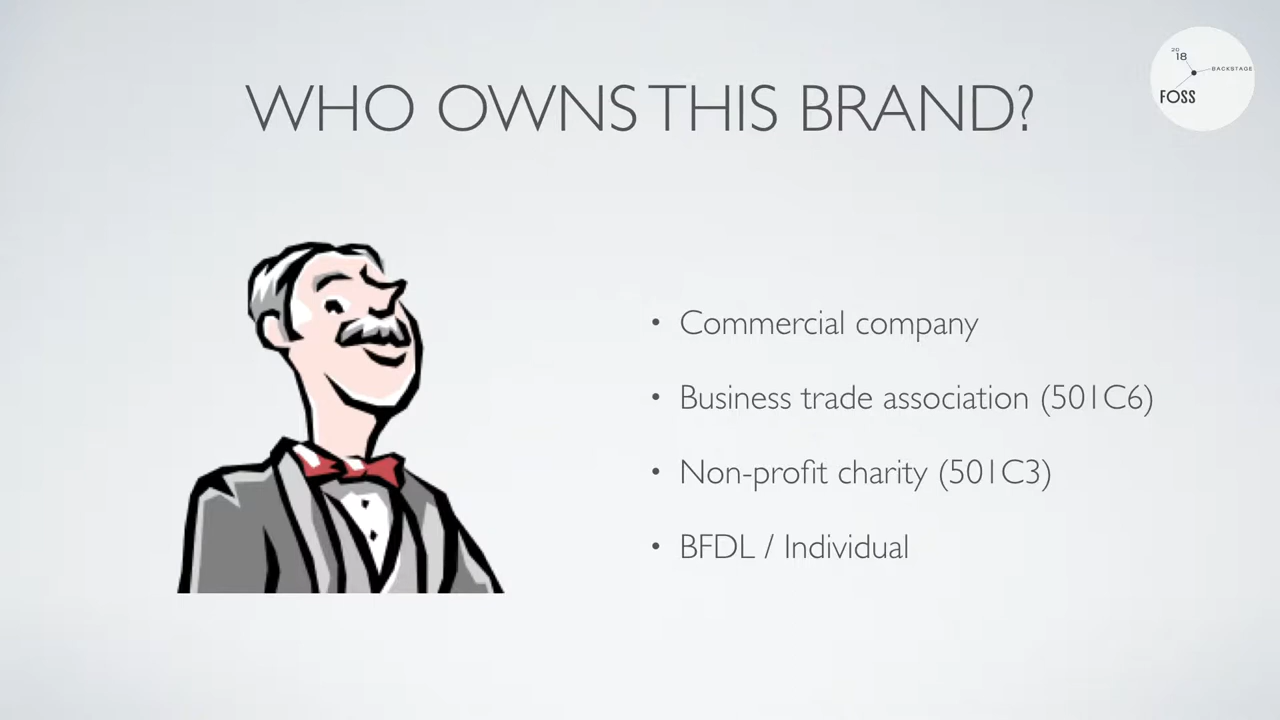 WHO OWNS THIS BRAND?
20
18
BACKSTAGE
FOSS
• Commercial company
• Business trade association (501C6)
• Non-profit charity (501C3)
• BFDL / Individual